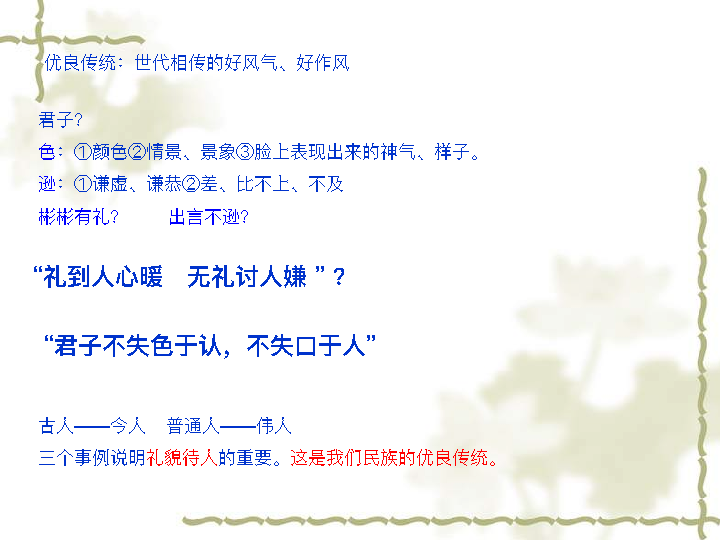 优良传统：世代相传的好风气、好作风
君子？
色：①颜色②情景、景象③脸上表现出来的神气、样子。
逊：①谦虚、谦恭②差、比不上、不及
彬彬有礼？　　出言不逊？
“礼到人心暖　无礼讨人嫌 ”？
“君子不失色于认，不失口于人”
古人——今人　普通人——伟人
三个事例说明礼貌待人的重要。这是我们民族的优良传统。